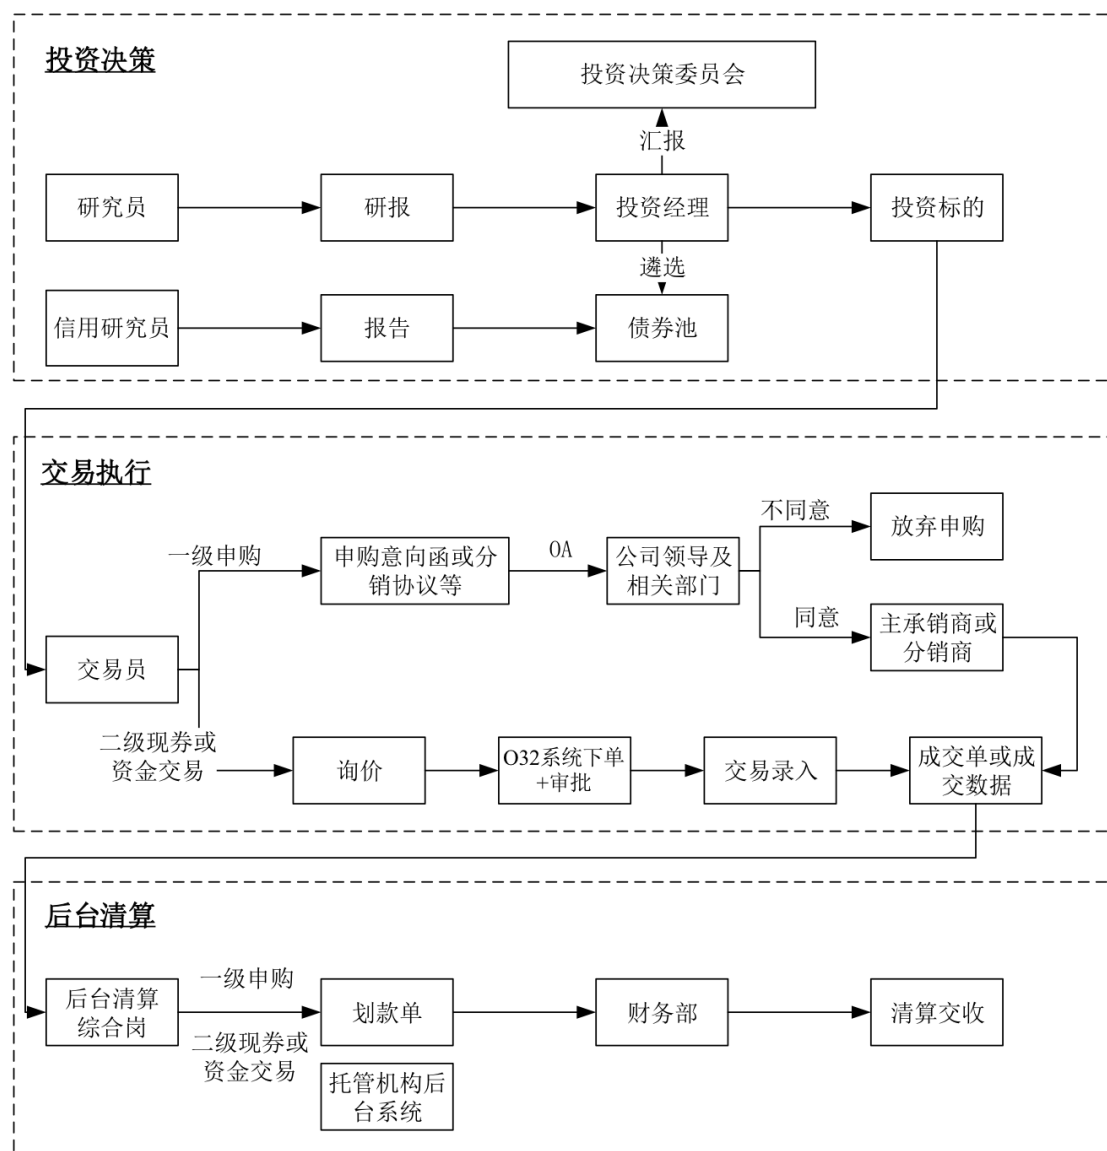 投资决策
投资决策委员会
汇报
研究员
研报
投资经理
投资标的
遴选
信用研究员
报告
债券池
交易执行
不同意
放弃申购
一级申购
申购意向函或分
销协议等
OA
公司领导及
相关部门
同意
主承销商或
分销商
交易员
二级现券或
资金交易
询价
O32系统下单
+审批
交易录入
成交单或成
交数据
后台清算
一级申购
后台清算
综合岗
划款单
财务部
清算交收
二级现券或
资金交易
托管机构后
台系统